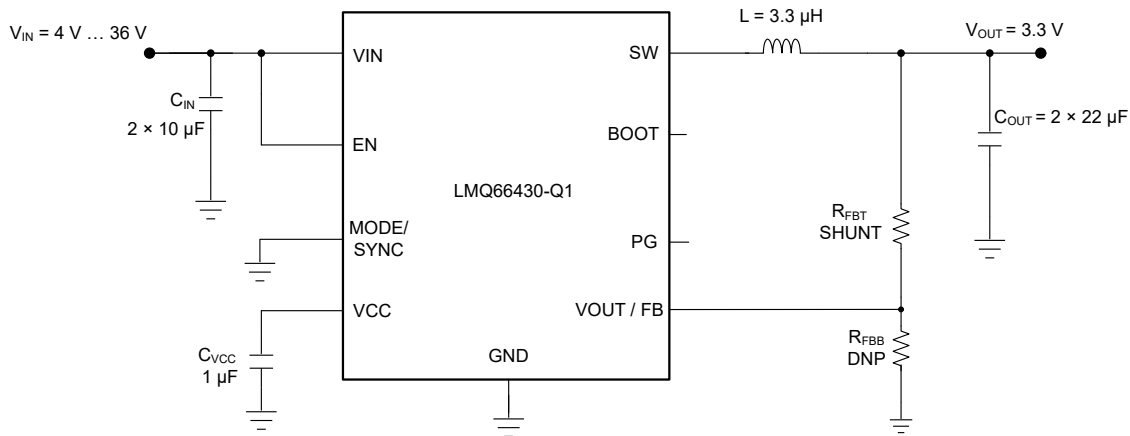 V_IN = 4 V … 36 V
L = 3.3 µH
V_OUT = 3.3 V
VIN
SW
C_IN
2 × 10 µF
EN
BOOT
C_OUT = 2 × 22 µF
LMQ66430-Q1
MODE/
SYNC
PG
R_FBT
SHUNT
VCC
VOUT / FB
C_VCC
1 µF
GND
R_FBB
DNP